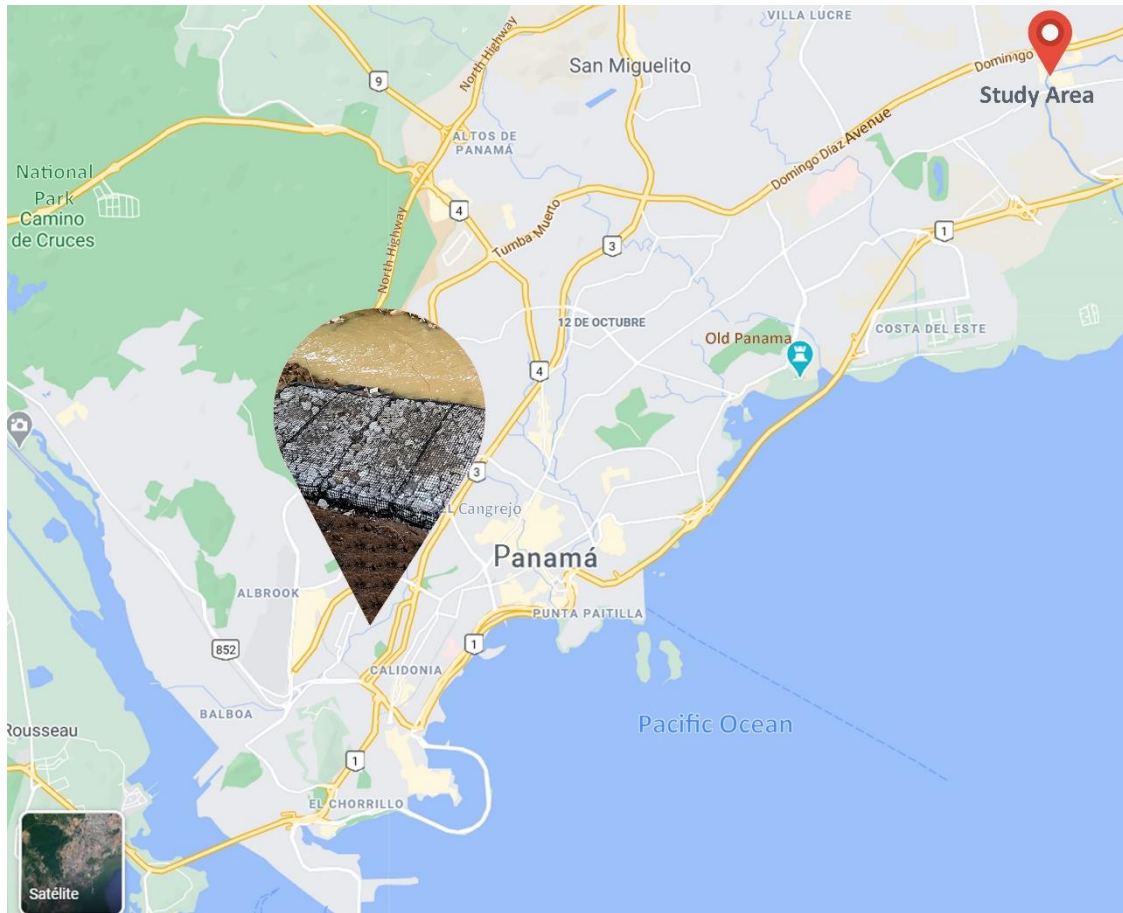 VILLA LUCRE
Domingo
San Miguelito
9
Study Area
North Highway
ALTOS DE
PANAMÁ
Domingo Díaz Avenue
National
Park
Camino
de Cruces
4
Tumba Muerto
3
1
North Highway
12 DE OCTUBRE
COSTA DEL ESTE
Old Panama
4
3
EL Cangrejo
Panamá
ALBROOK
PUNTA PAITILLA
852
1
CALIDONIA
BALBOA
Rousseau
Pacific Ocean
1
EL CHORRILLO
Satélite